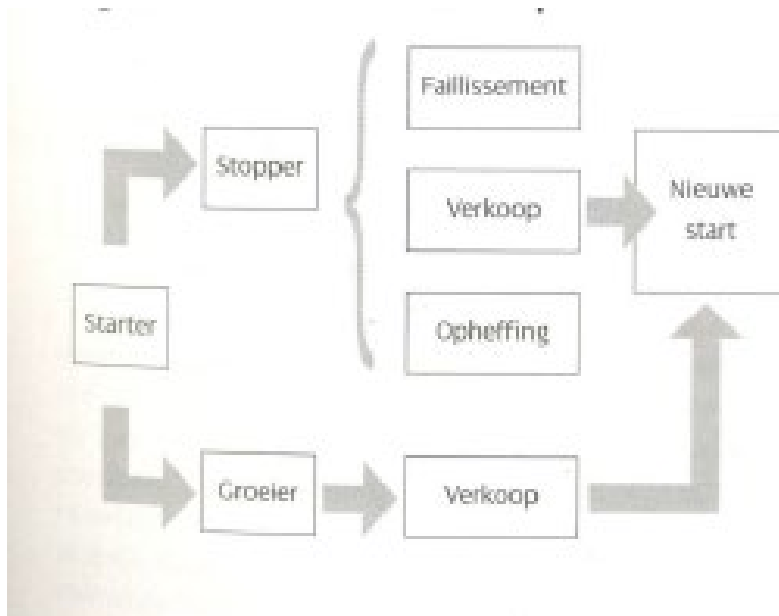 Faillissement
Stopper
Verkoop
Nieuwe
start
Starter
Opheffing
Groeier
Verkoop